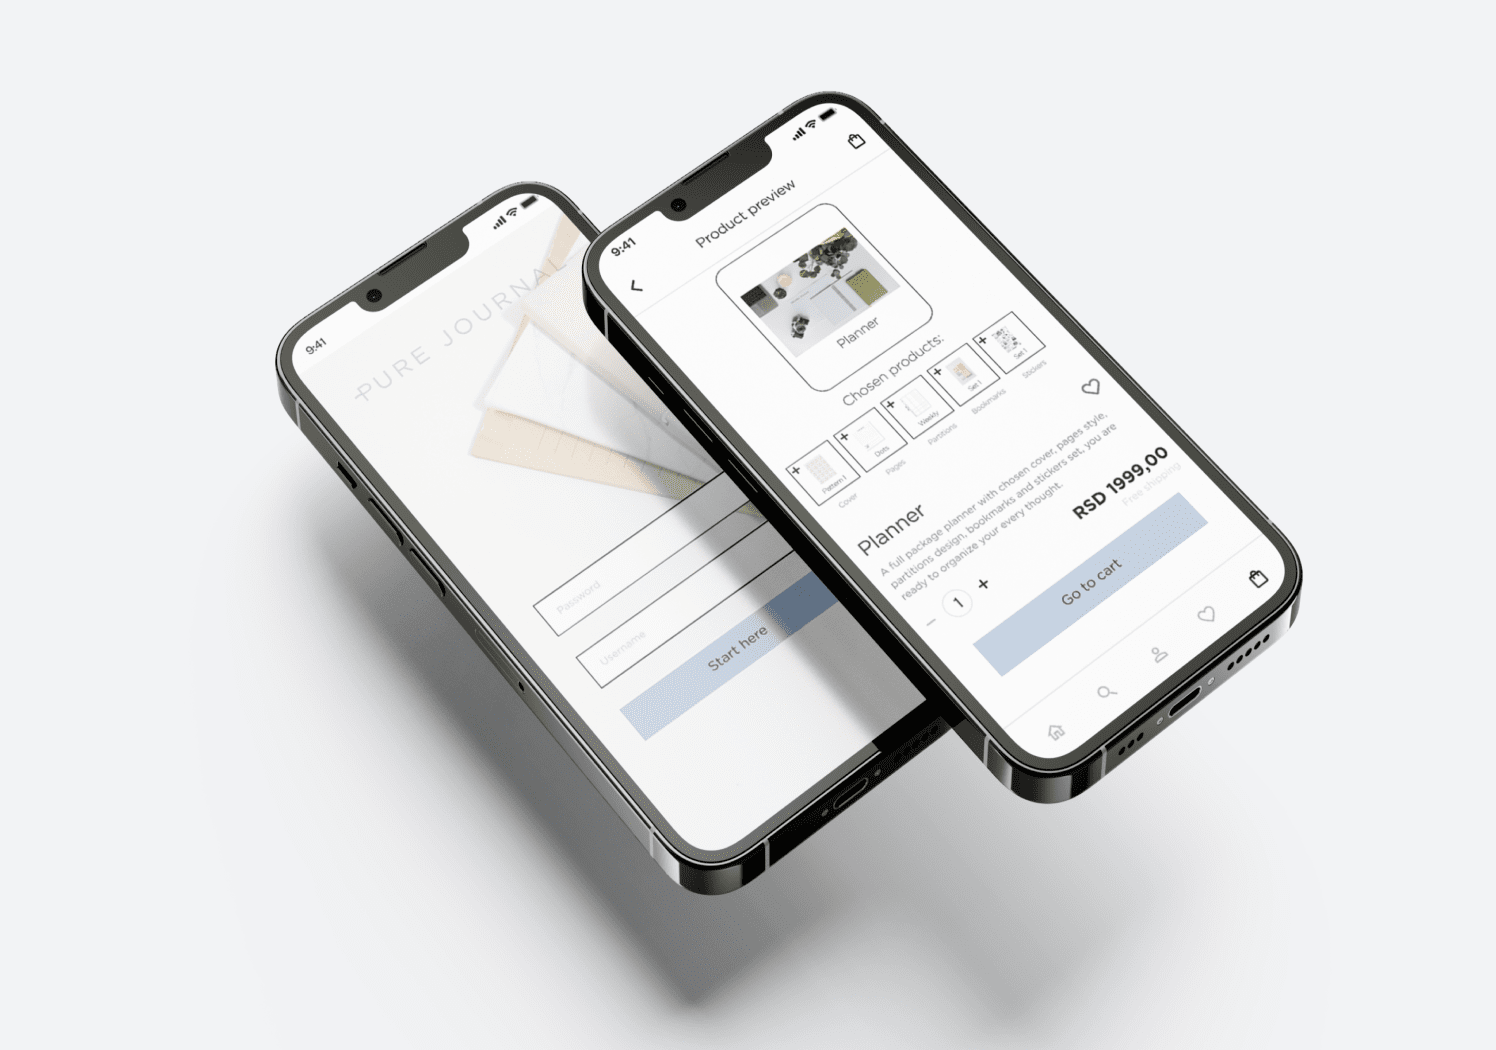 9:41
PURE JOURNAL
Password
Username
Start here
9:41
Product preview
Planner
Chosen products:
Pattern 1
Dots
Weekly
Set 1
Set 1
Cover
Pages
Partitions
Bookmarks
Stickers
Planner
A full package planner with chosen cover, pages style,
partitions design, bookmarks and stickers set, you are
ready to organize your every thought.
RSD 1999,00
Free shipping
1
Go to cart